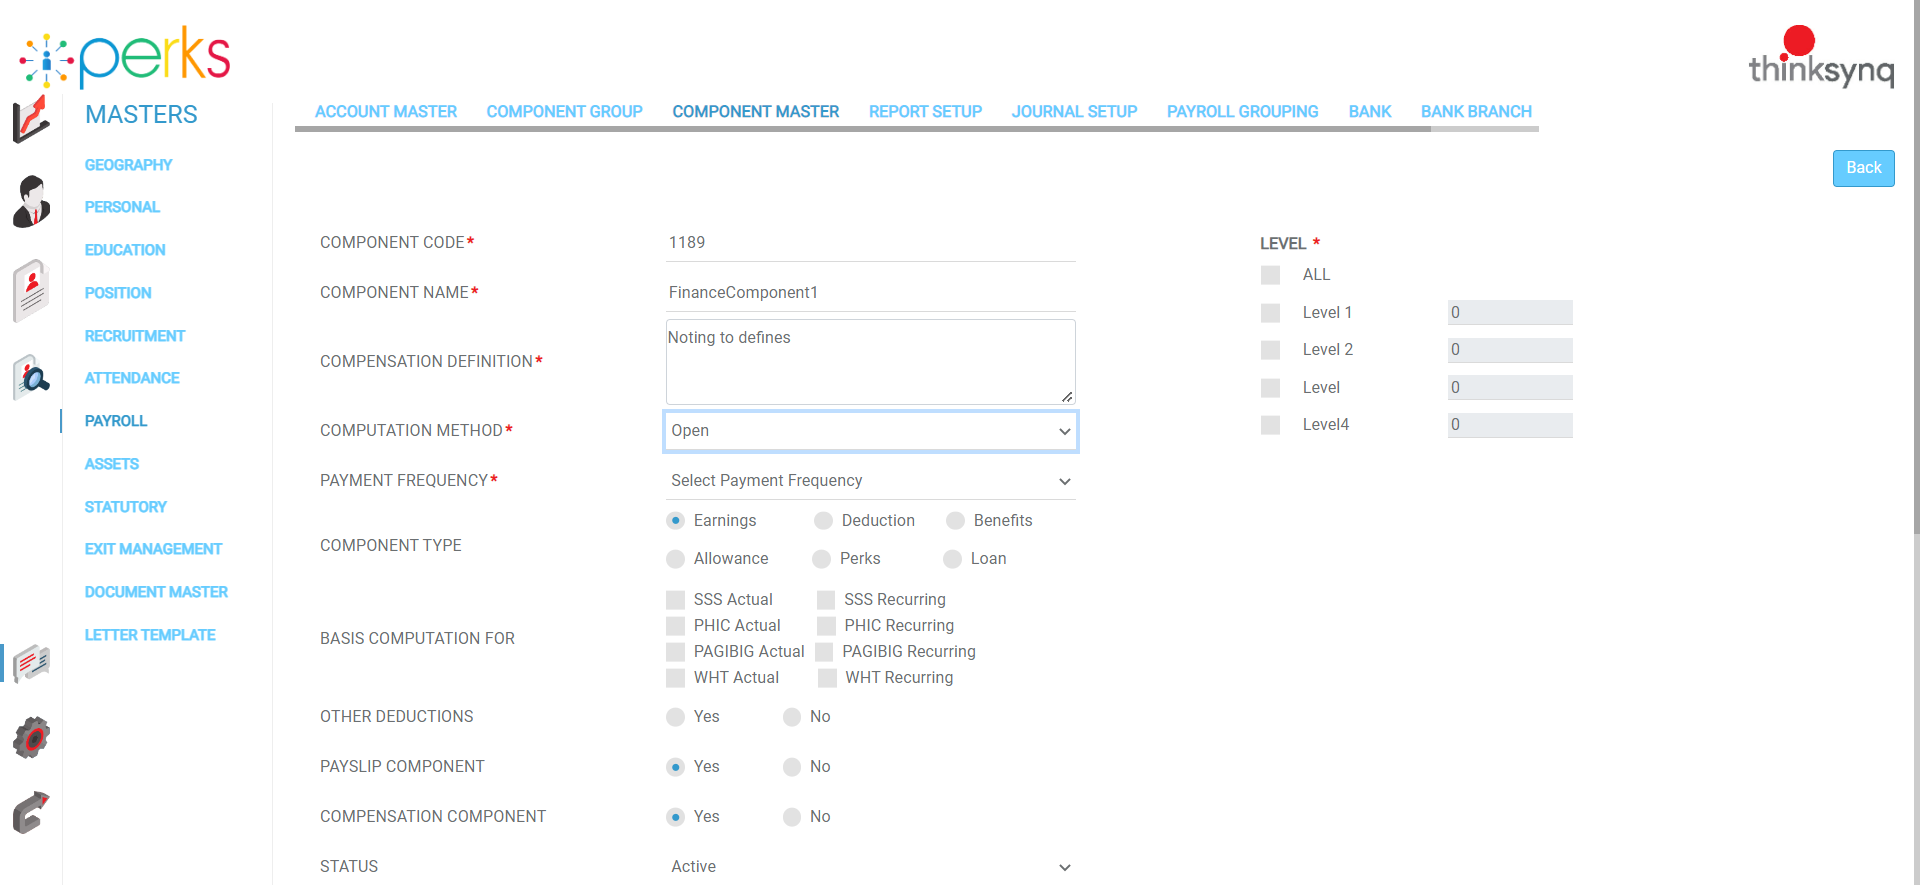 perks
thinksynq
MASTERS
ACCOUNT MASTER COMPONENT GROUP COMPONENT MASTER REPORT SETUP JOURNAL SETUP PAYROLL GROUPING BANK BANK BRANCH
Back
GEOGRAPHY
PERSONAL
EDUCATION
POSITION
RECRUITMENT
ATTENDANCE
PAYROLL
ASSETS
STATUTORY
EXIT MANAGEMENT
DOCUMENT MASTER
LETTER TEMPLATE
COMPONENT CODE* 1189
COMPONENT NAME* FinanceComponent1
COMPENSATION DEFINITION* Noting to defines
COMPUTATION METHOD* Open
PAYMENT FREQUENCY* Select Payment Frequency
COMPONENT TYPE
Earnings Deduction Benefits
Allowance Perks Loan
BASIS COMPUTATION FOR
SSS Actual SSS Recurring
PHIC Actual PHIC Recurring
PAGIBIG Actual PAGIBIG Recurring
WHT Actual WHT Recurring
OTHER DEDUCTIONS Yes No
PAYSLIP COMPONENT Yes No
COMPENSATION COMPONENT Yes No
STATUS Active
LEVEL *
ALL
Level 1 0
Level 2 0
Level 0
Level4 0